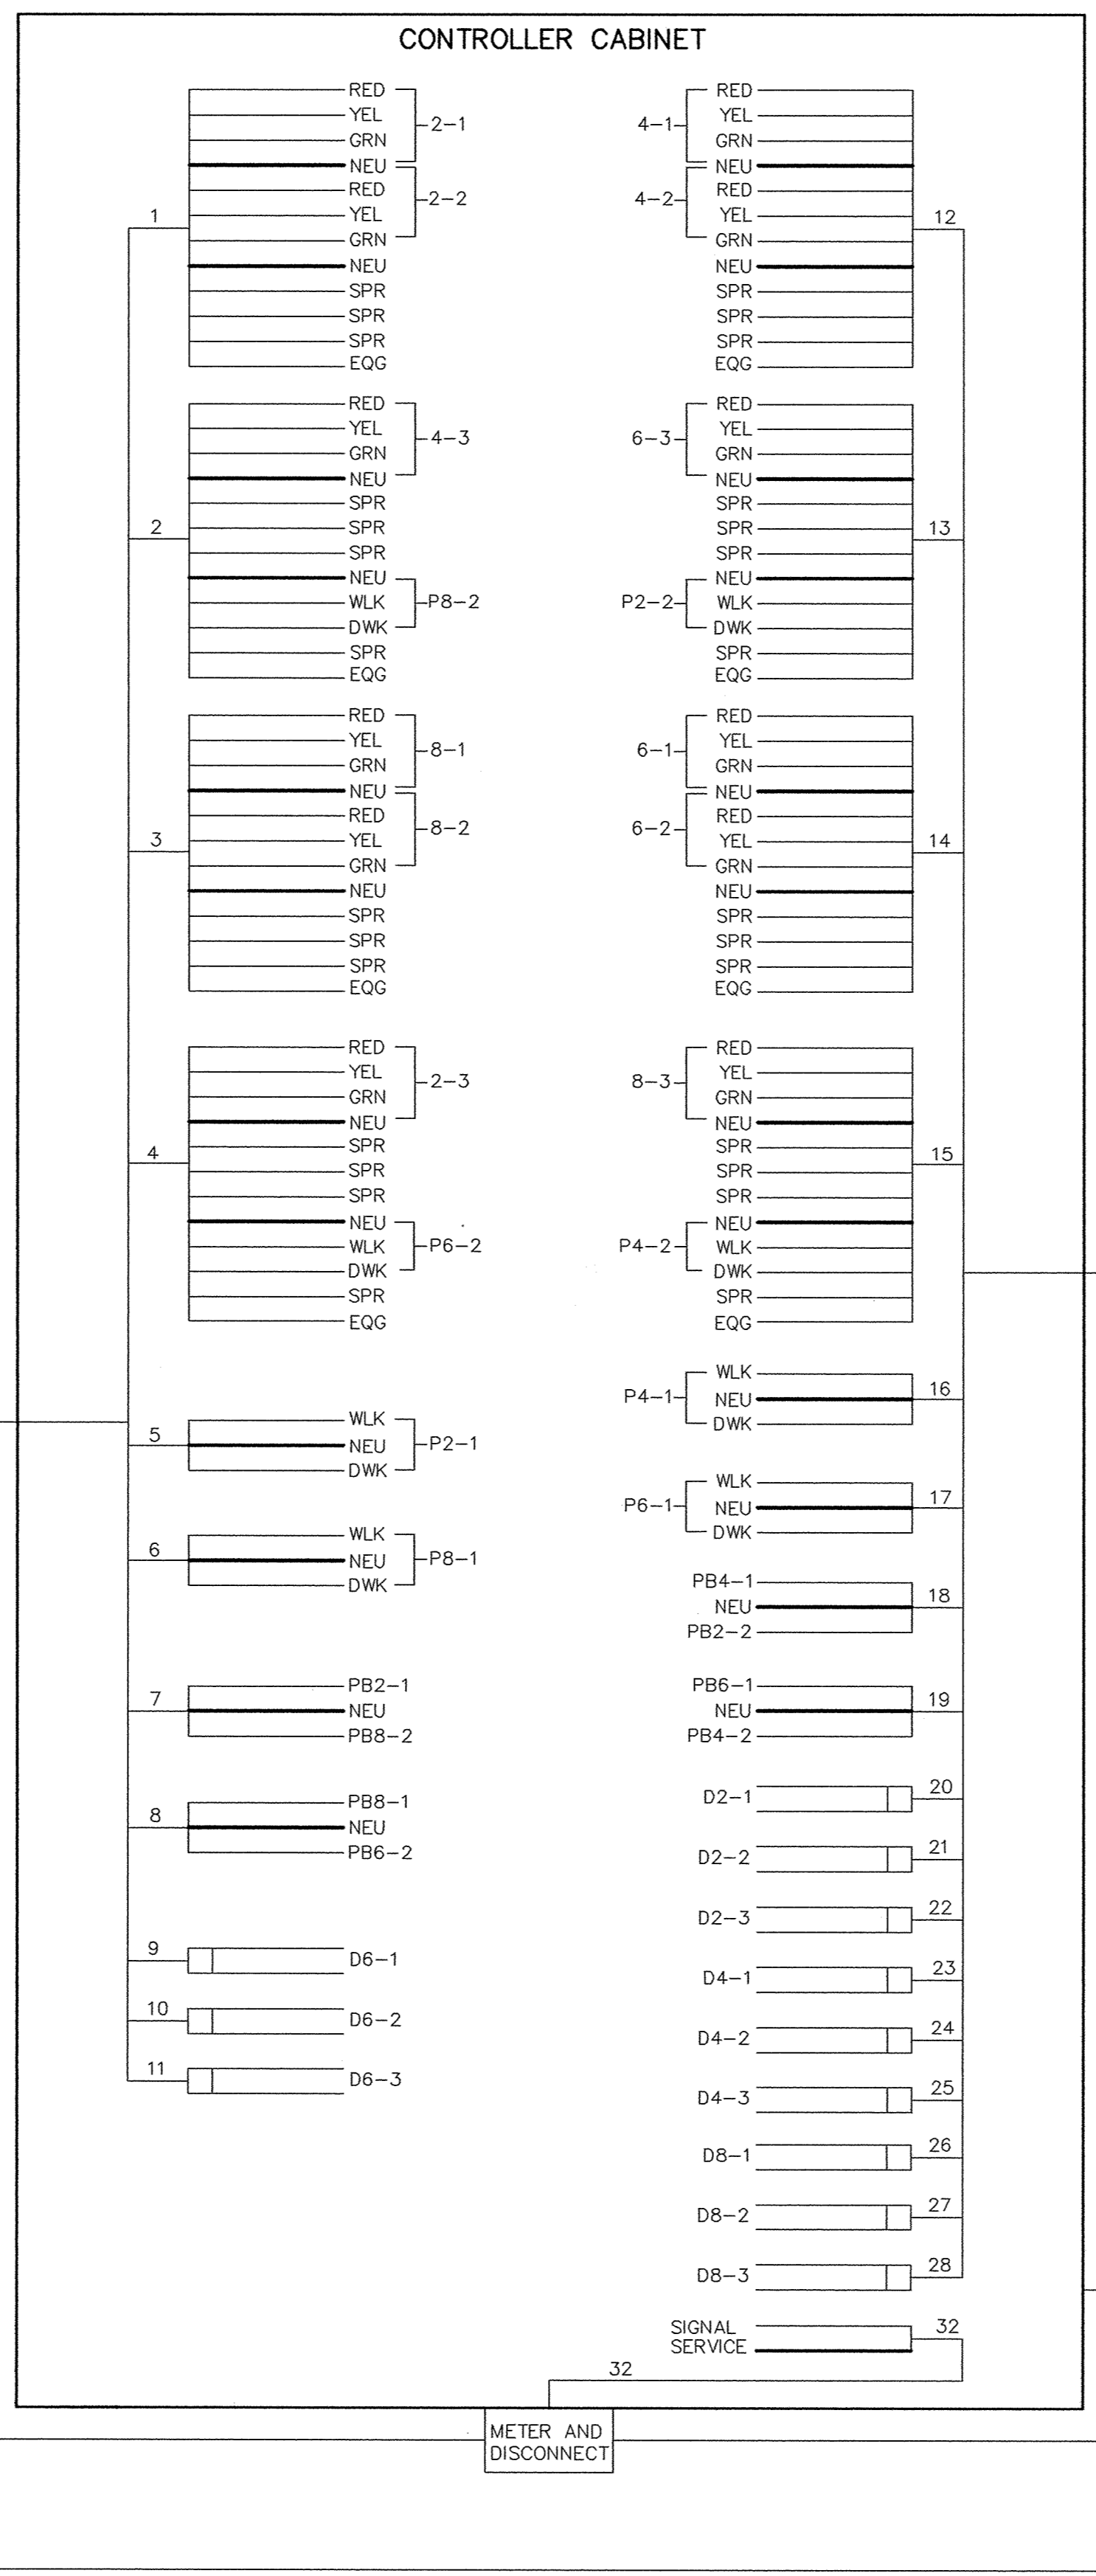 CONTROLLER CABINET
RED
YEL
2-1
GRN
NEU
RED
2-2
1
YEL
GRN
NEU
SPR
SPR
SPR
EQG
RED
YEL
4-3
GRN
NEU
SPR
2
SPR
SPR
NEU
WLK
P8-2
DWK
SPR
EQG
RED
YEL
8-1
GRN
NEU
RED
8-2
3
YEL
GRN
NEU
SPR
SPR
SPR
EQG
RED
YEL
2-3
GRN
NEU
SPR
4
SPR
SPR
NEU
WLK
P6-2
DWK
SPR
EQG
WLK
5
NEU
P2-1
DWK
WLK
6
NEU
P8-1
DWK
PB2-1
7
NEU
PB8-2
PB8-1
8
NEU
PB6-2
9
D6-1
10
D6-2
11
D6-3
RED
4-1
YEL
GRN
NEU
RED
4-2
YEL
12
GRN
NEU
SPR
SPR
SPR
EQG
RED
6-3
YEL
GRN
NEU
SPR
SPR
13
SPR
NEU
P2-2
WLK
DWK
SPR
EQG
RED
6-1
YEL
GRN
NEU
RED
6-2
YEL
14
GRN
NEU
SPR
SPR
SPR
EQG
RED
8-3
YEL
GRN
NEU
SPR
15
SPR
SPR
NEU
P4-2
WLK
DWK
SPR
EQG
WLK
P4-1
NEU
16
DWK
WLK
P6-1
NEU
17
DWK
PB4-1
NEU
18
PB2-2
PB6-1
NEU
19
PB4-2
D2-1
20
D2-2
21
D2-3
22
D4-1
23
D4-2
24
D4-3
25
D8-1
26
D8-2
27
D8-3
28
SIGNAL
SERVICE
32
32
METER AND
DISCONNECT